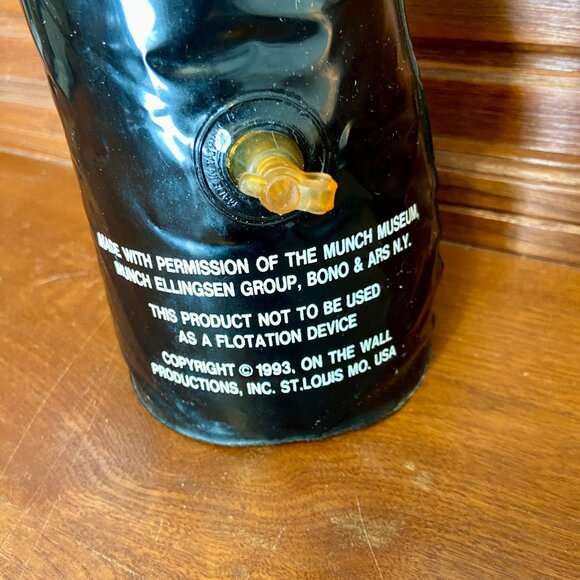 MADE WITH PERMISSION OF THE MUNCH MUSEUM,
MUNCH ELLINGSEN GROUP, BONO & ARS N.Y.
THIS PRODUCT NOT TO BE USED
AS A FLOTATION DEVICE
COPYRIGHT © 1993, ON THE WALL
PRODUCTIONS, INC. ST.LOUIS MO. USA